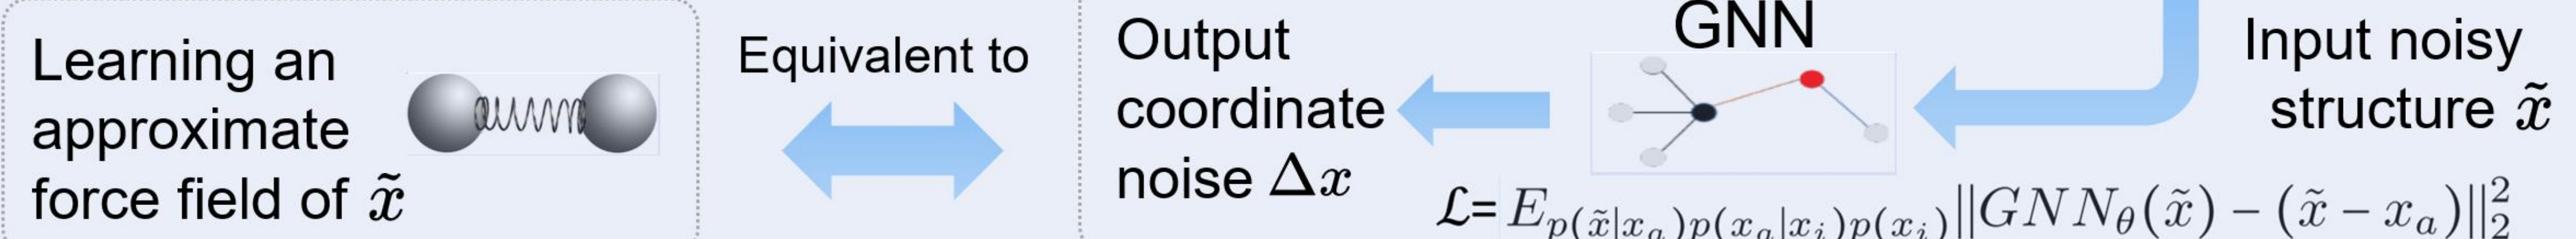 Learning an
approximate
force field of x̃
Equivalent to
Output
coordinate
noise Δx
GNN
Input noisy
structure x̃
ℒ= E_{p(x̃|x_a)p(x_a|x_i)p(x_i)}||GNN_θ(x̃) − (x̃ − x_a)||_2^2